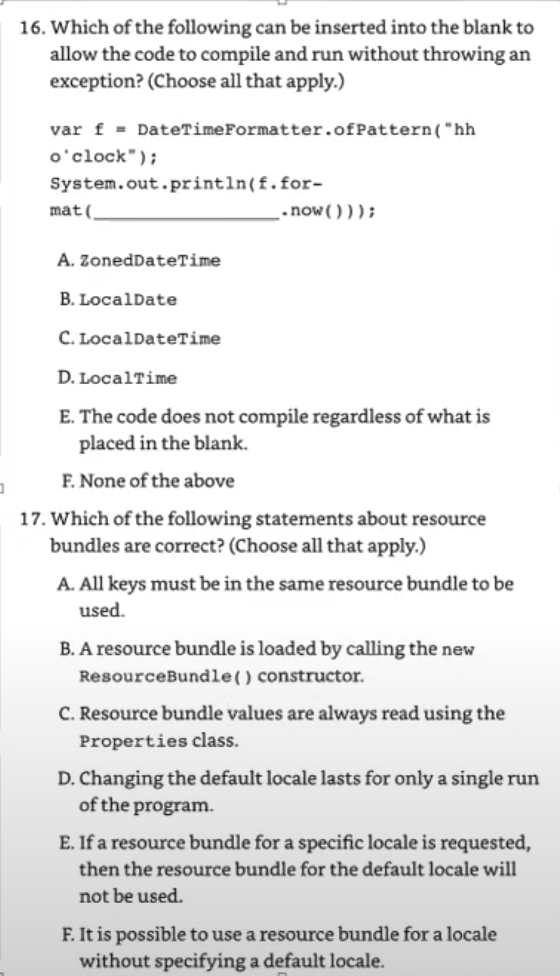 16. Which of the following can be inserted into the blank to
allow the code to compile and run without throwing an
exception? (Choose all that apply.)
var f = DateTimeFormatter.ofPattern("hh
o'clock");
System.out.println(f.for-
mat(____________________.now()));
A. ZonedDateTime
B. LocalDate
C. LocalDateTime
D. LocalTime
E. The code does not compile regardless of what is
placed in the blank.
F. None of the above
17. Which of the following statements about resource
bundles are correct? (Choose all that apply.)
A. All keys must be in the same resource bundle to be
used.
B. A resource bundle is loaded by calling the new
ResourceBundle() constructor.
C. Resource bundle values are always read using the
Properties class.
D. Changing the default locale lasts for only a single run
of the program.
E. If a resource bundle for a specific locale is requested,
then the resource bundle for the default locale will
not be used.
F. It is possible to use a resource bundle for a locale
without specifying a default locale.